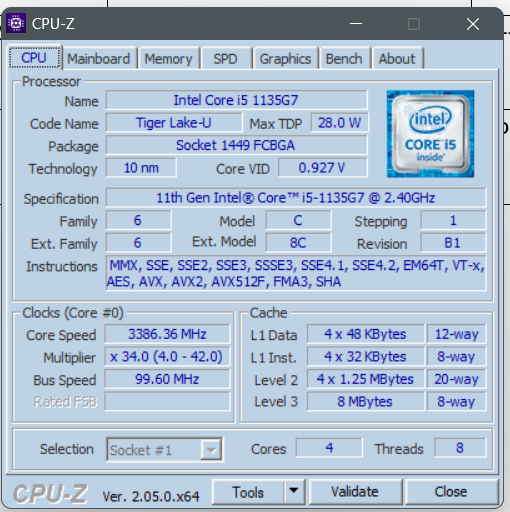 CPU-Z
CPU Mainboard Memory SPD Graphics Bench About
Processor
Name Intel Core i5 1135G7
Code Name Tiger Lake-U Max TDP 28.0 W
Package Socket 1449 FCBGA
Technology 10 nm Core VID 0.927 V
(intel) CORE i5 inside™
Specification 11th Gen Intel® Core™ i5-1135G7 @ 2.40GHz
Family 6 Model C Stepping 1
Ext. Family 6 Ext. Model 8C Revision B1
Instructions MMX, SSE, SSE2, SSE3, SSSE3, SSE4.1, SSE4.2, EM64T, VT-x,
AES, AVX, AVX2, AVX512F, FMA3, SHA
Clocks (Core #0)
Core Speed 3386.36 MHz
Multiplier x 34.0 (4.0 - 42.0)
Bus Speed 99.60 MHz
Rated FSB
Cache
L1 Data 4 x 48 KBytes 12-way
L1 Inst. 4 x 32 KBytes 8-way
Level 2 4 x 1.25 MBytes 20-way
Level 3 8 MBytes 8-way
Selection Socket #1 Cores 4 Threads 8
CPU-Z Ver. 2.05.0.x64 Tools Validate Close